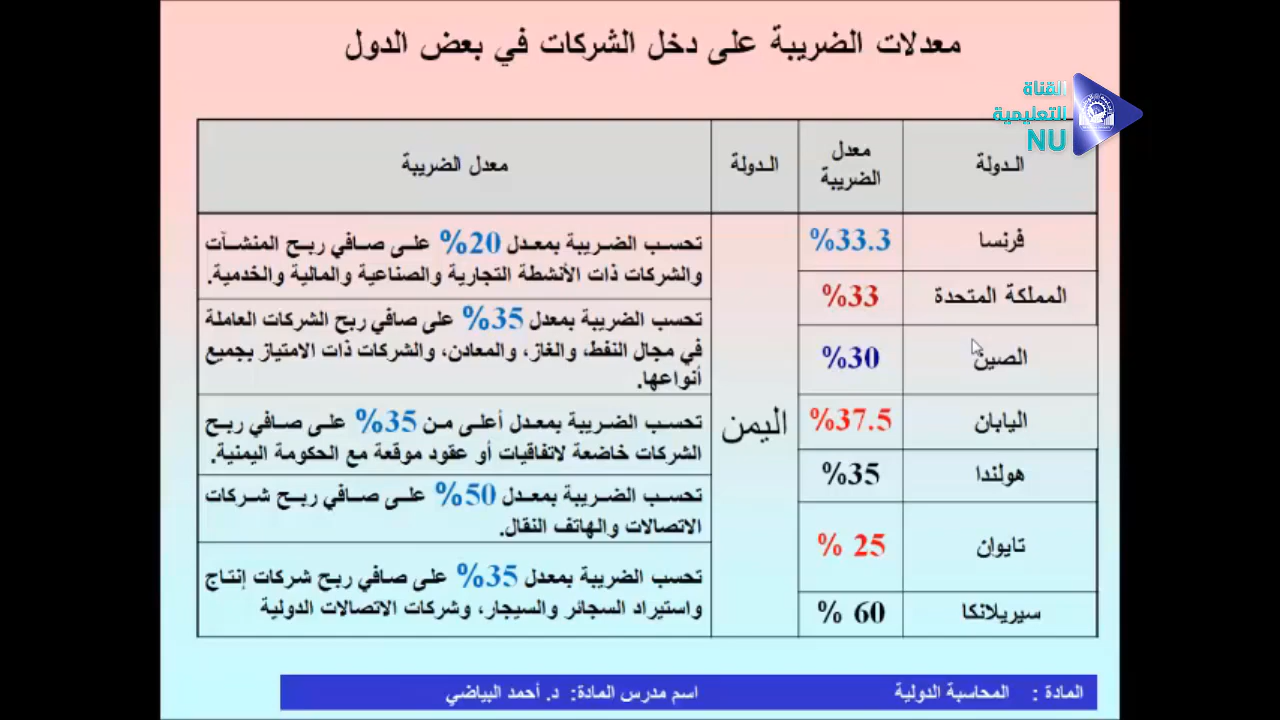 معدلات الضريبة على دخل الشركات في بعض الدول
القناة
التعليمية
NU
الـدولة
معدل
الضريبة
الـدولة
معدل الضريبة
فرنسا
%33.3
المملكة المتحدة
%33
الصين
%30
اليابان
%37.5
هولندا
%35
تايوان
% 25
سيريلانكا
% 60
اليمن
تحسب الضريبة بمعدل 20% على صافي ربح المنشآت
والشركات ذات الأنشطة التجارية والصناعية والمالية والخدمية.
تحسب الضريبة بمعدل 35% على صافي ربح الشركات العاملة
في مجال النفط، والغاز، والمعادن، والشركات ذات الامتياز بجميع
أنواعها.
تحسب الضريبة بمعدل أعلى من 35% على صافي ربح
الشركات خاضعة لاتفاقيات أو عقود موقعة مع الحكومة اليمنية.
تحسب الضريبة بمعدل 50% على صافي ربح شركات
الاتصالات والهاتف النقال.
تحسب الضريبة بمعدل 35% على صافي ربح شركات إنتاج
واستيراد السجائر والسيجار، وشركات الاتصالات الدولية
المادة : المحاسبة الدولية
اسم مدرس المادة: د. أحمد البياضي